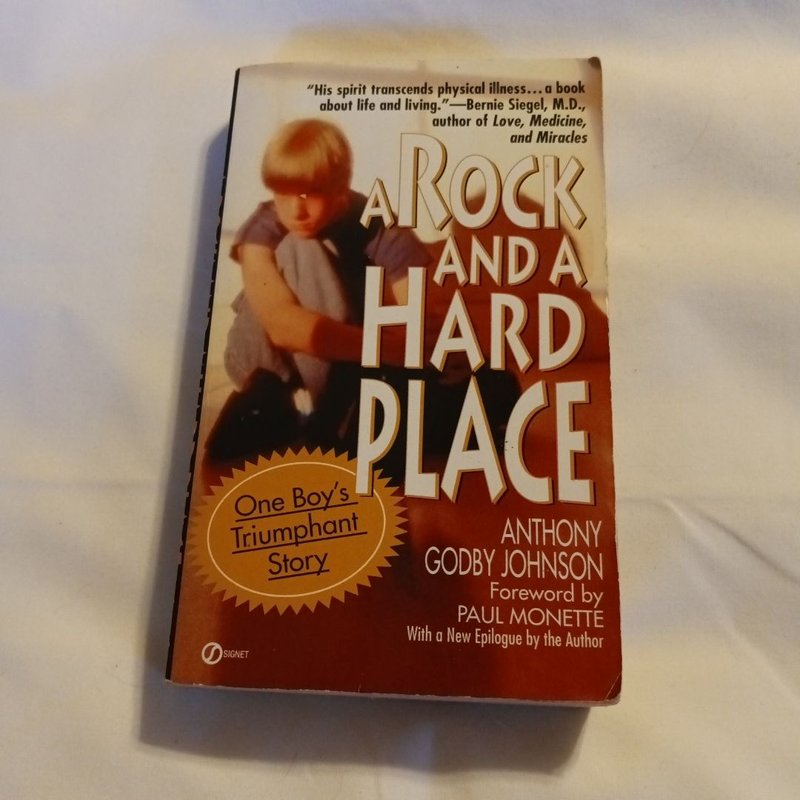 “His spirit transcends physical illness...a book
about life and living.”—Bernie Siegel, M.D.,
author of Love, Medicine,
and Miracles
A ROCK
AND A
HARD
PLACE
One Boy's
Triumphant
Story
ANTHONY
GODBY JOHNSON
Foreword by
PAUL MONETTE
With a New Epilogue by the Author
SIGNET